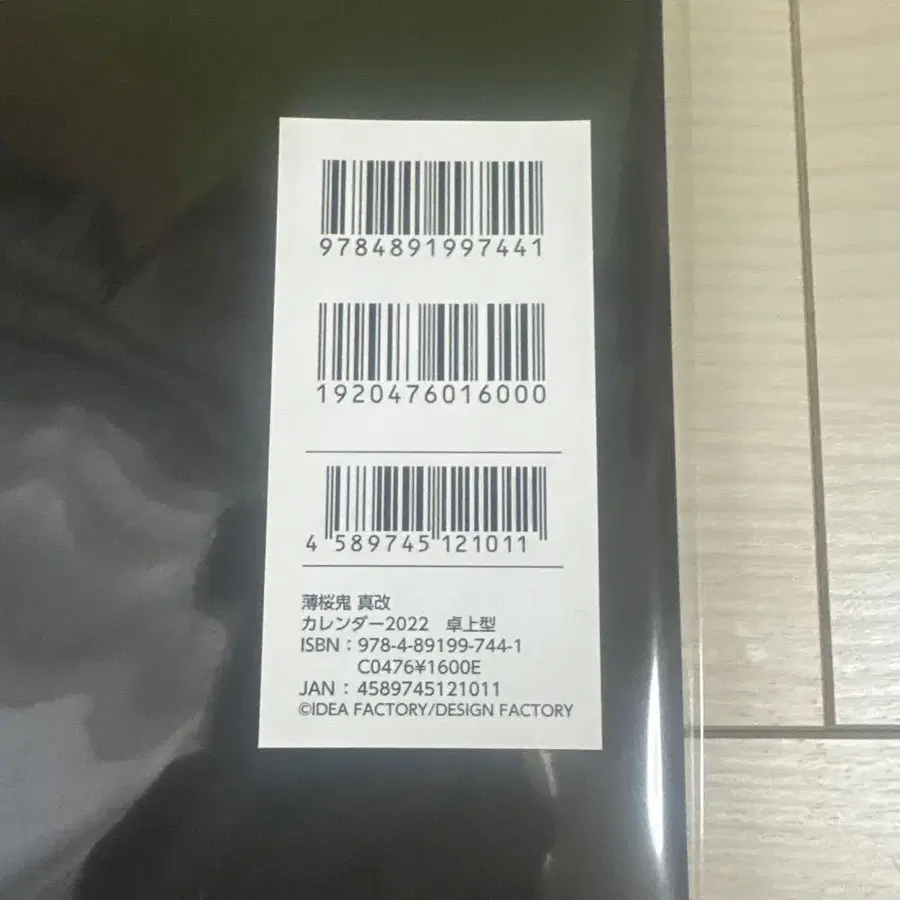 9784891997441
1920476016000
4 589745 121011
薄桜鬼 真改
カレンダー2022　卓上型
ISBN：978-4-89199-744-1
C0476¥1600E
JAN：4589745121011
©IDEA FACTORY/DESIGN FACTORY